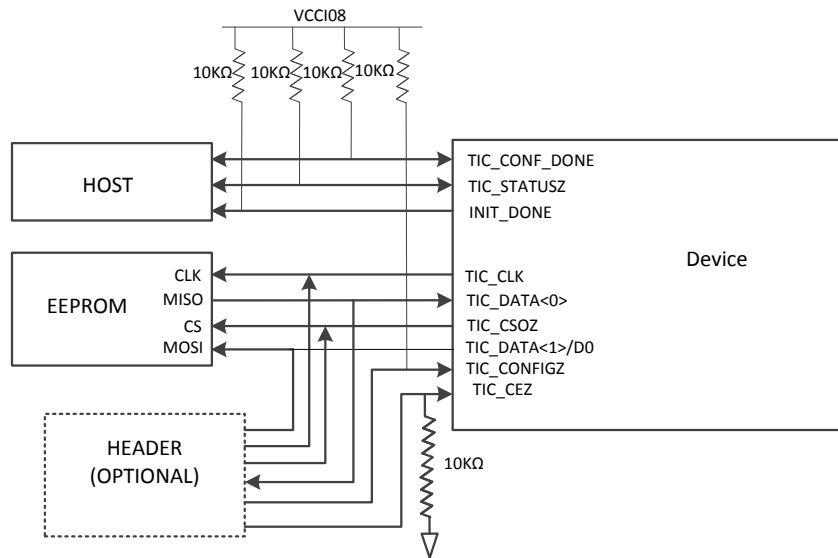 VCCI08
10KΩ
10KΩ
10KΩ
10KΩ
HOST
TIC_CONF_DONE
TIC_STATUSZ
INIT_DONE
Device
EEPROM
CLK
MISO
CS
MOSI
TIC_CLK
TIC_DATA<0>
TIC_CSOZ
TIC_DATA<1>/D0
TIC_CONFIGZ
TIC_CEZ
HEADER
(OPTIONAL)
10KΩ